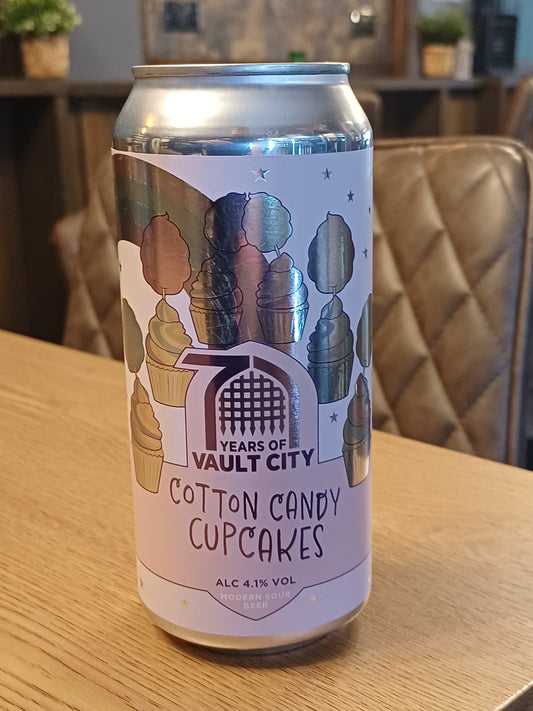 7
YEARS OF
VAULT CITY
COTTON CANDY
CUPCAKES
ALC 4.1% VOL
MODERN SOUR
BEER